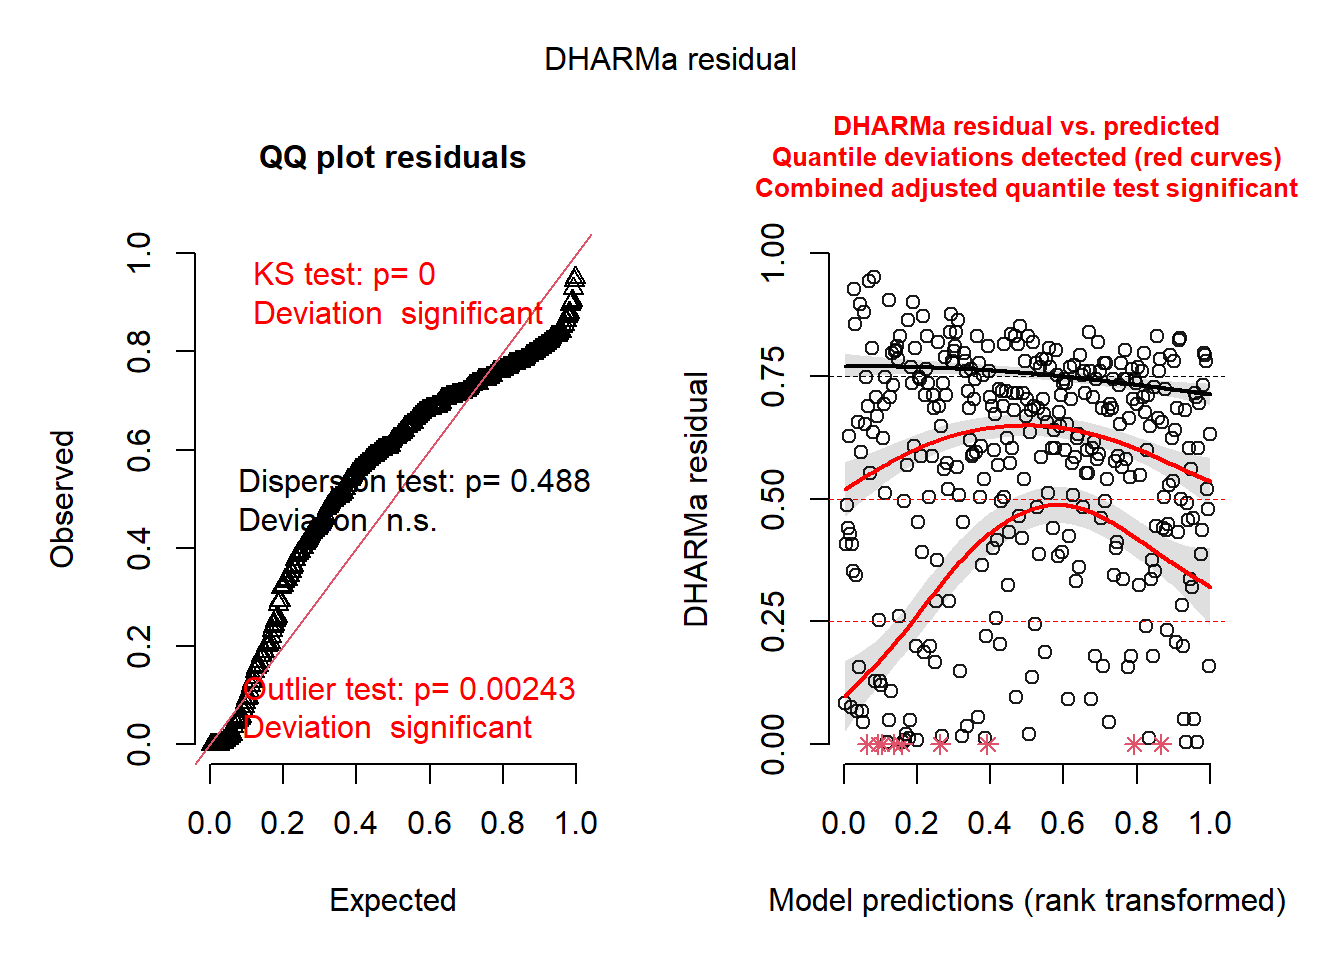 DHARMa residual
QQ plot residuals
KS test: p= 0
Deviation  significant
Dispersion test: p= 0.488
Deviation  n.s.
Outlier test: p= 0.00243
Deviation  significant
Observed
0.0 0.2 0.4 0.6 0.8 1.0
0.0 0.2 0.4 0.6 0.8 1.0
Expected
DHARMa residual vs. predicted
Quantile deviations detected (red curves)
Combined adjusted quantile test significant
DHARMa residual
0.00 0.25 0.50 0.75 1.00
0.0 0.2 0.4 0.6 0.8 1.0
Model predictions (rank transformed)